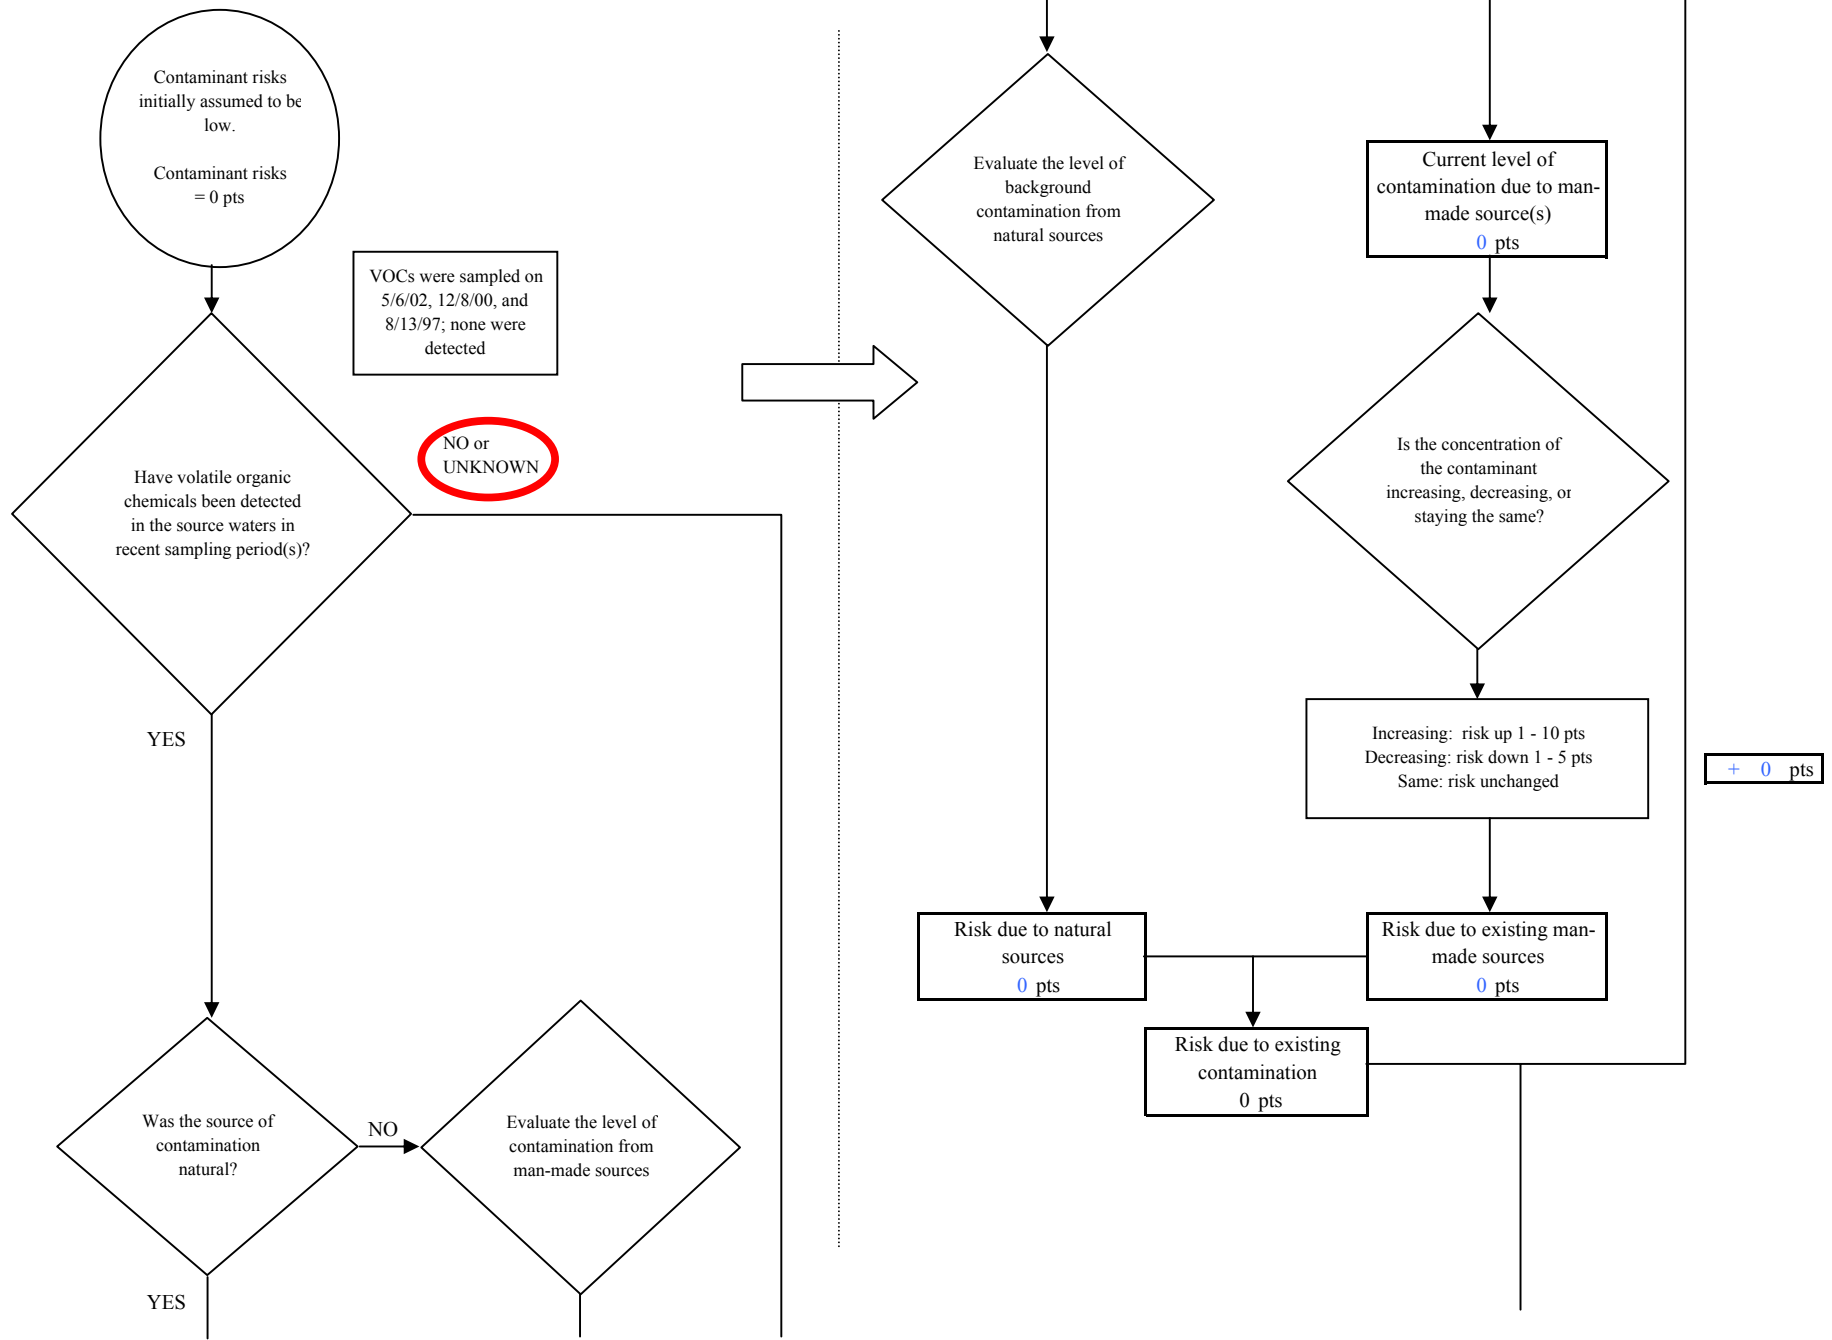 Contaminant risks
initially assumed to be
low.
Contaminant risks
= 0 pts
VOCs were sampled on
5/6/02, 12/8/00, and
8/13/97; none were
detected
NO or
UNKNOWN
Have volatile organic
chemicals been detected
in the source waters in
recent sampling period(s)?
YES
Was the source of
contamination
natural?
NO
Evaluate the level of
contamination from
man-made sources
YES
Evaluate the level of
background
contamination from
natural sources
Current level of
contamination due to man-
made source(s)
0 pts
Is the concentration of
the contaminant
increasing, decreasing, or
staying the same?
Increasing: risk up 1 - 10 pts
Decreasing: risk down 1 - 5 pts
Same: risk unchanged
+ 0 pts
Risk due to natural
sources
0 pts
Risk due to existing man-
made sources
0 pts
Risk due to existing
contamination
0 pts